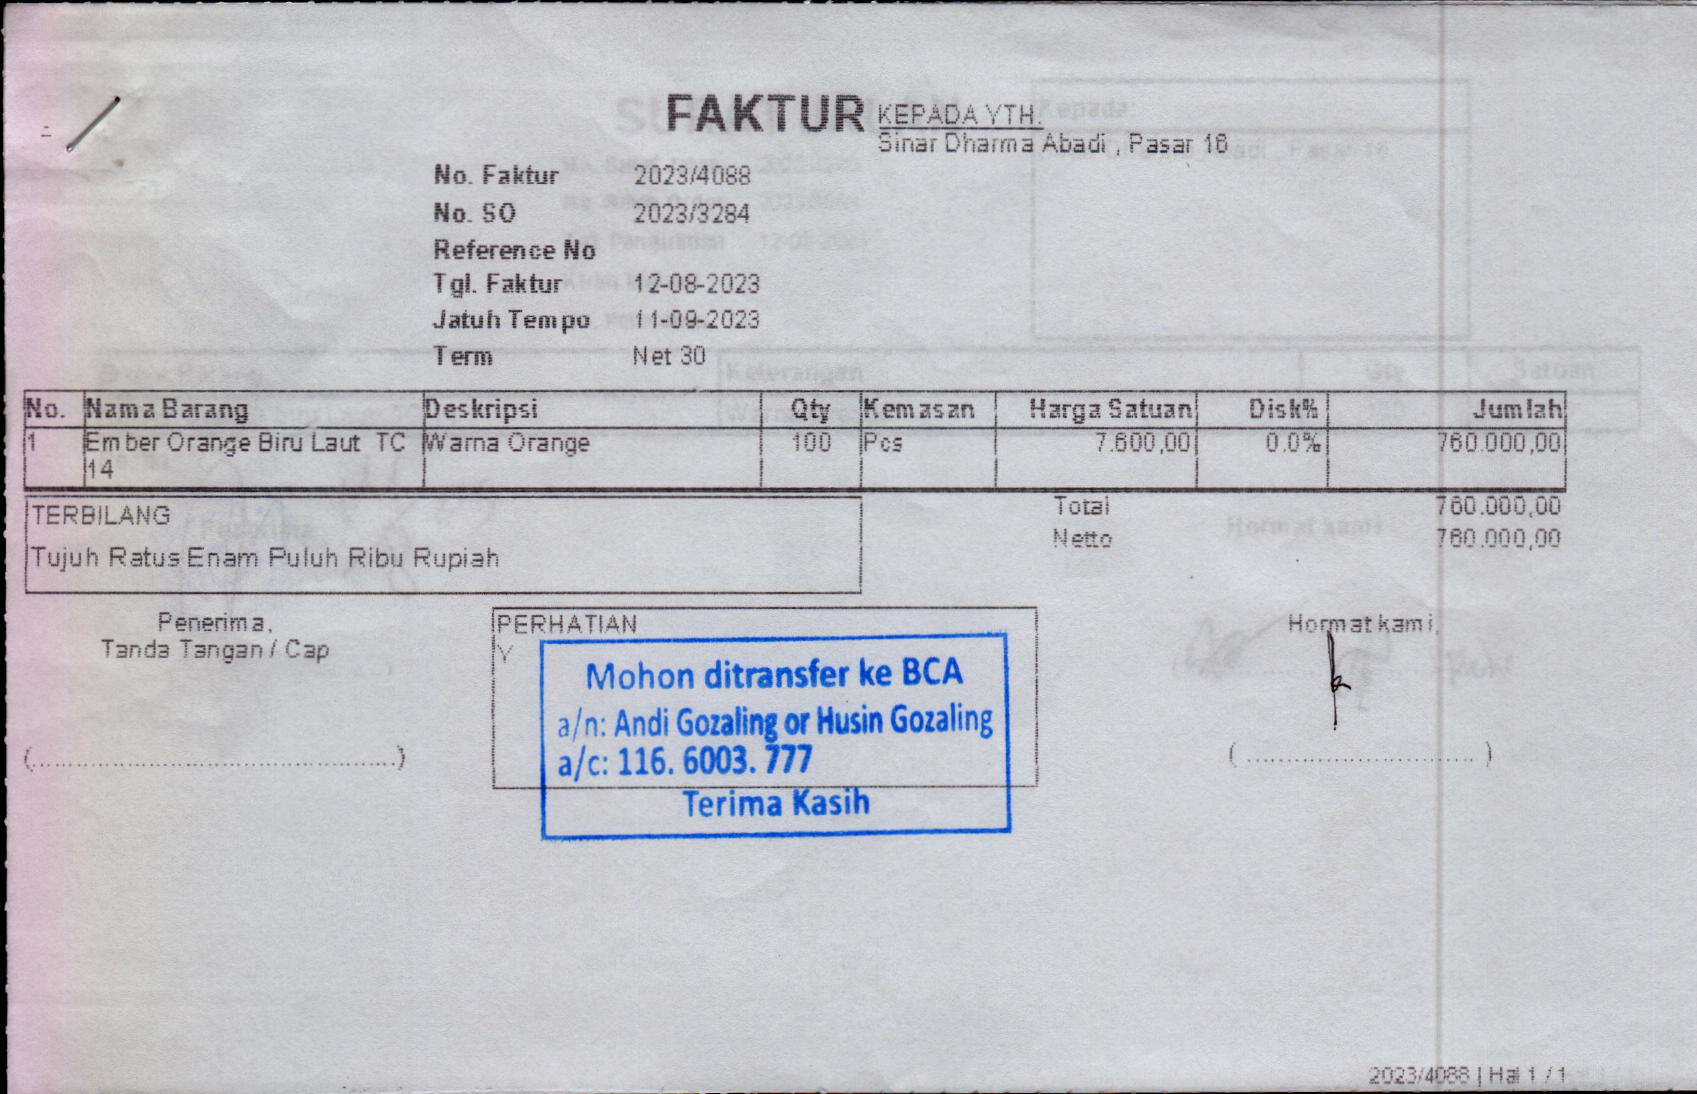 FAKTUR
KEPADA YTH.
Sinar Dharma Abadi , Pasar 16
No. Faktur 2023/4088
No. SO 2023/3284
Reference No
Tgl. Faktur 12-08-2023
Jatuh Tempo 11-09-2023
Term Net 30
No. Nama Barang Deskripsi Qty Kemasan Harga Satuan Disk% Jumlah
1 Ember Orange Biru Laut TC Warna Orange 100 Pcs 7.600,00 0.0% 760.000,00
14
TERBILANG Total 760.000,00
Netto 760.000,00
Tujuh Ratus Enam Puluh Ribu Rupiah
Penerima, PERHATIAN Hormat kami,
Tanda Tangan / Cap Y
Mohon ditransfer ke BCA
a/n: Andi Gozaling or Husin Gozaling
a/c: 116. 6003. 777
Terima Kasih
(..........................................) (..........................)
2023/4088 | Hal 1 / 1